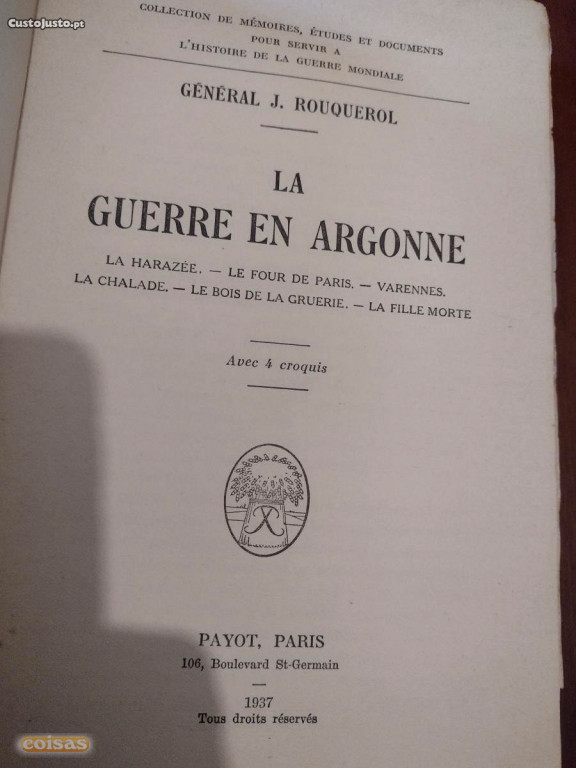 CustoJusto.pt
COLLECTION DE MÉMOIRES, ÉTUDES ET DOCUMENTS
POUR SERVIR A
L'HISTOIRE DE LA GUERRE MONDIALE
GÉNÉRAL J. ROUQUEROL
LA
GUERRE EN ARGONNE
LA HARAZÉE. — LE FOUR DE PARIS. — VARENNES.
LA CHALADE. — LE BOIS DE LA GRUERIE. — LA FILLE MORTE
Avec 4 croquis
PAYOT, PARIS
106, Boulevard St-Germain
1937
Tous droits réservés
coisas